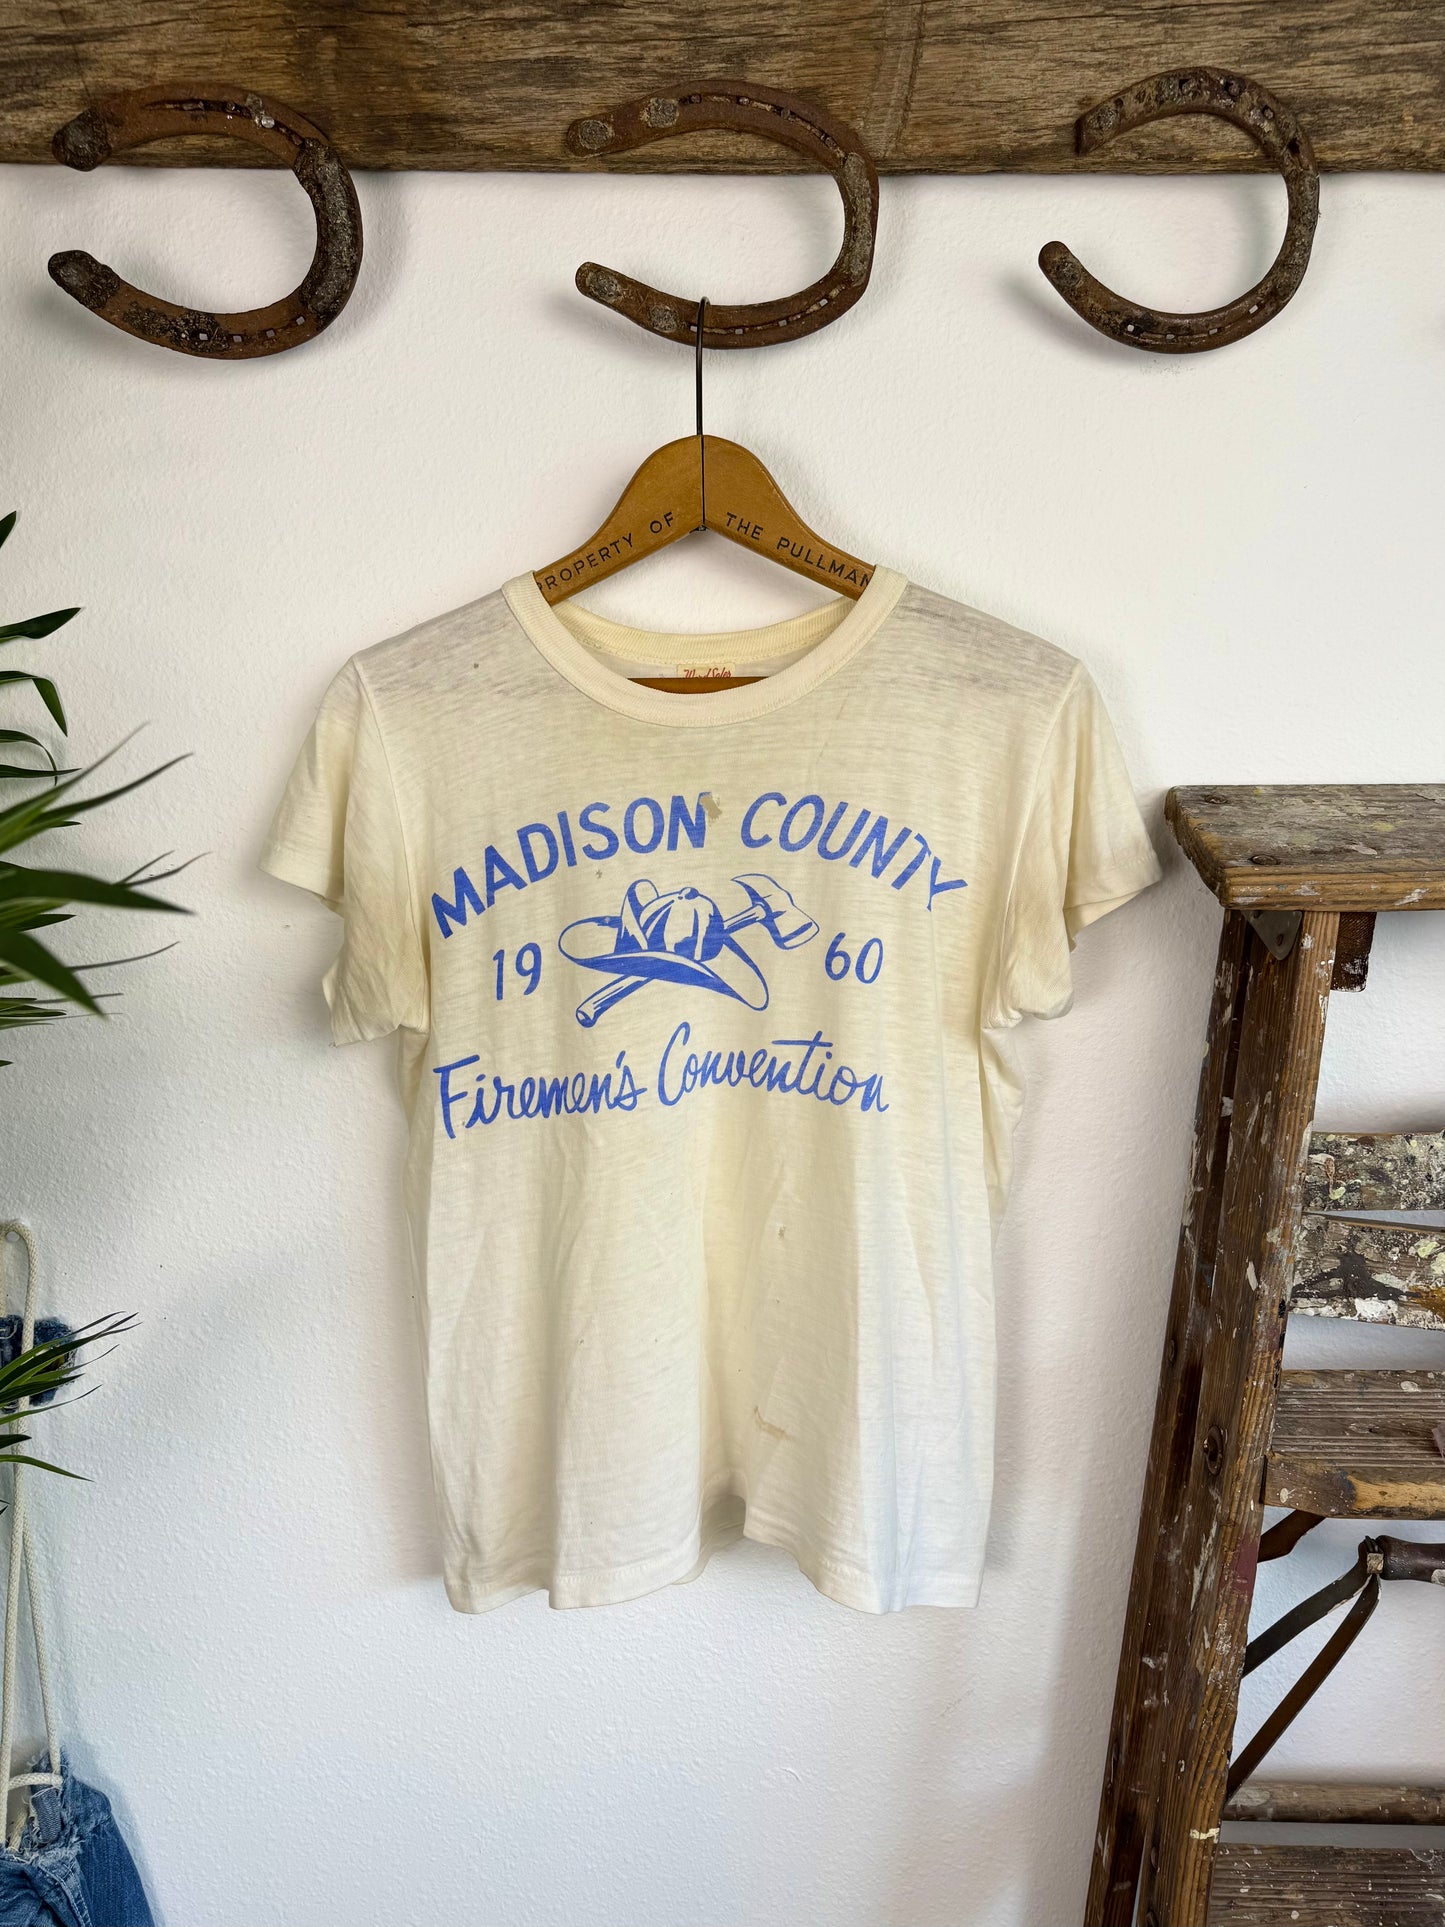 PROPERTY OF THE PULLMAN
MADISON COUNTY
19 60
Firemen's Convention